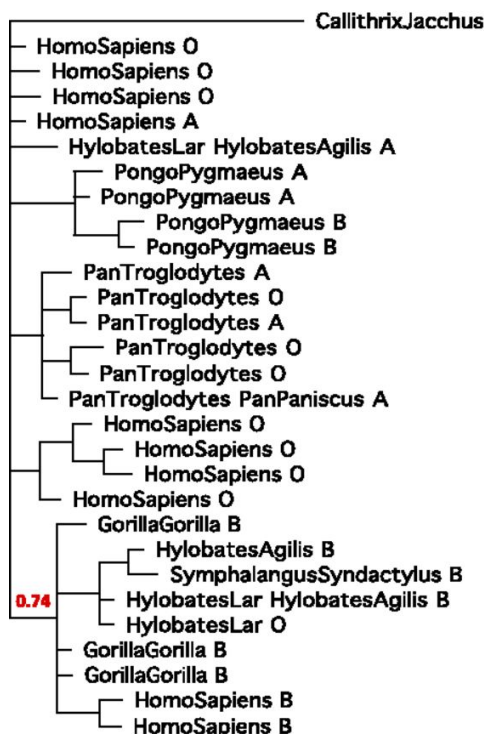 CallithrixJacchus
HomoSapiens O
HomoSapiens O
HomoSapiens O
HomoSapiens A
HylobatesLar HylobatesAgilis A
PongoPygmaeus A
PongoPygmaeus A
PongoPygmaeus B
PongoPygmaeus B
PanTroglodytes A
PanTroglodytes O
PanTroglodytes A
PanTroglodytes O
PanTroglodytes O
PanTroglodytes PanPaniscus A
HomoSapiens O
HomoSapiens O
HomoSapiens O
HomoSapiens O
GorillaGorilla B
HylobatesAgilis B
SymphalangusSyndactylus B
0.74 HylobatesLar HylobatesAgilis B
HylobatesLar O
GorillaGorilla B
GorillaGorilla B
HomoSapiens B
HomoSapiens B